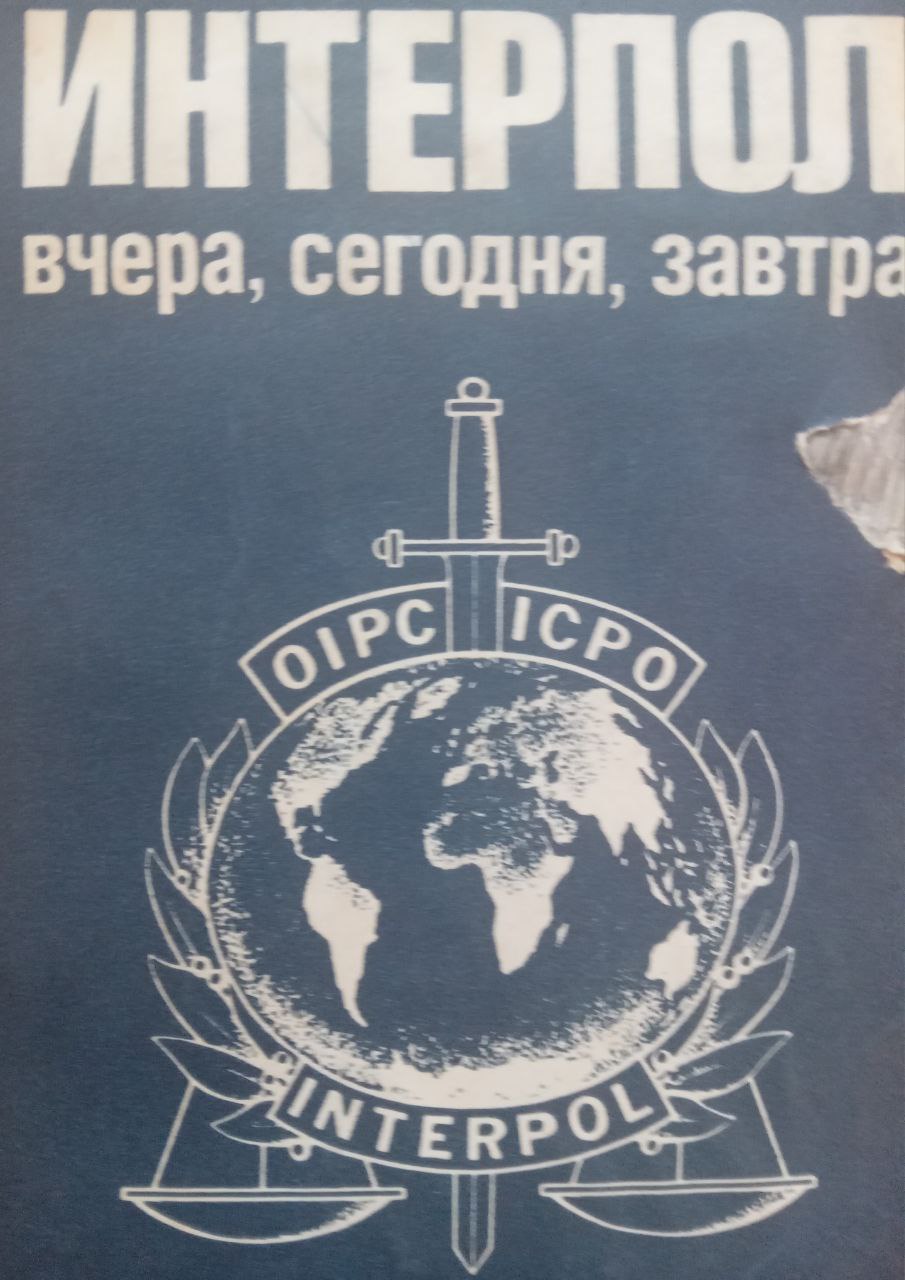 ИНТЕРПОЛ
вчера, сегодня, завтра
OIPC ICPO
INTERPOL